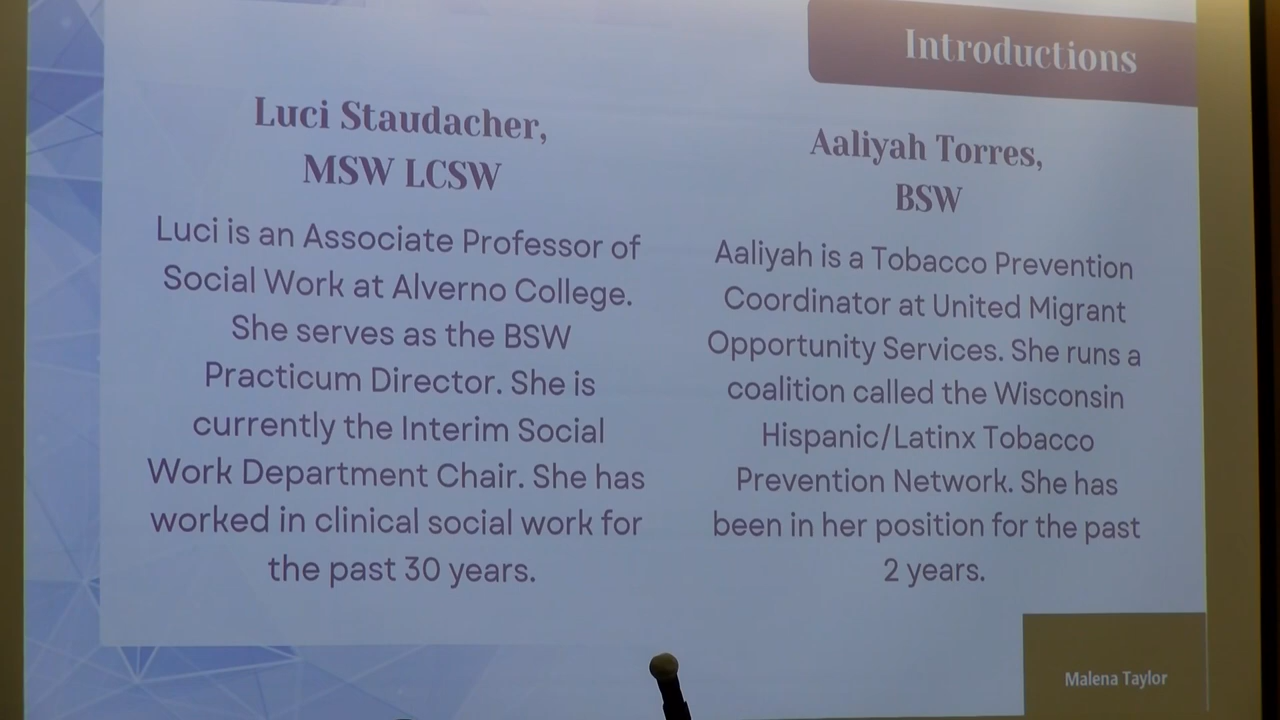 Introductions
Luci Staudacher,
MSW LCSW
Luci is an Associate Professor of
Social Work at Alverno College.
She serves as the BSW
Practicum Director. She is
currently the Interim Social
Work Department Chair. She has
worked in clinical social work for
the past 30 years.
Aaliyah Torres,
BSW
Aaliyah is a Tobacco Prevention
Coordinator at United Migrant
Opportunity Services. She runs a
coalition called the Wisconsin
Hispanic/Latinx Tobacco
Prevention Network. She has
been in her position for the past
2 years.
Malena Taylor